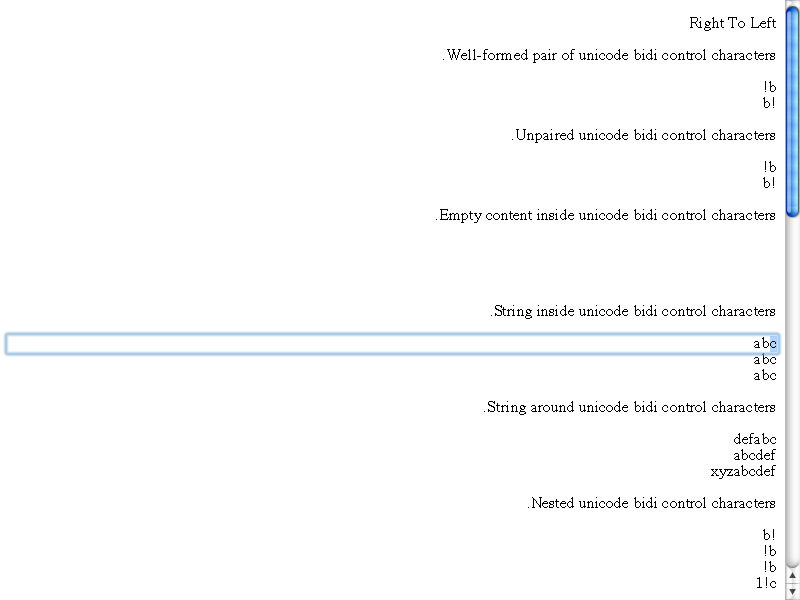 Right To Left
.Well-formed pair of unicode bidi control characters
!b
b!
.Unpaired unicode bidi control characters
!b
b!
.Empty content inside unicode bidi control characters
.String inside unicode bidi control characters
abc
abc
abc
.String around unicode bidi control characters
defabc
abcdef
xyzabcdef
.Nested unicode bidi control characters
b!
!b
!b
1!c